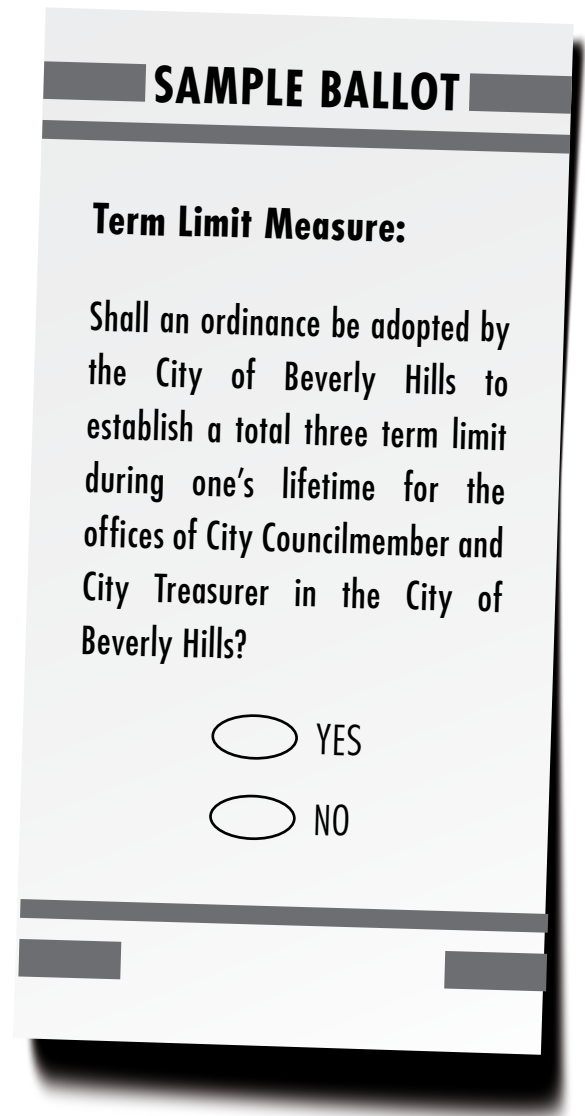 SAMPLE BALLOT
Term Limit Measure:
Shall an ordinance be adopted by
the City of Beverly Hills to
establish a total three term limit
during one's lifetime for the
offices of City Councilmember and
City Treasurer in the City of
Beverly Hills?
YES
NO